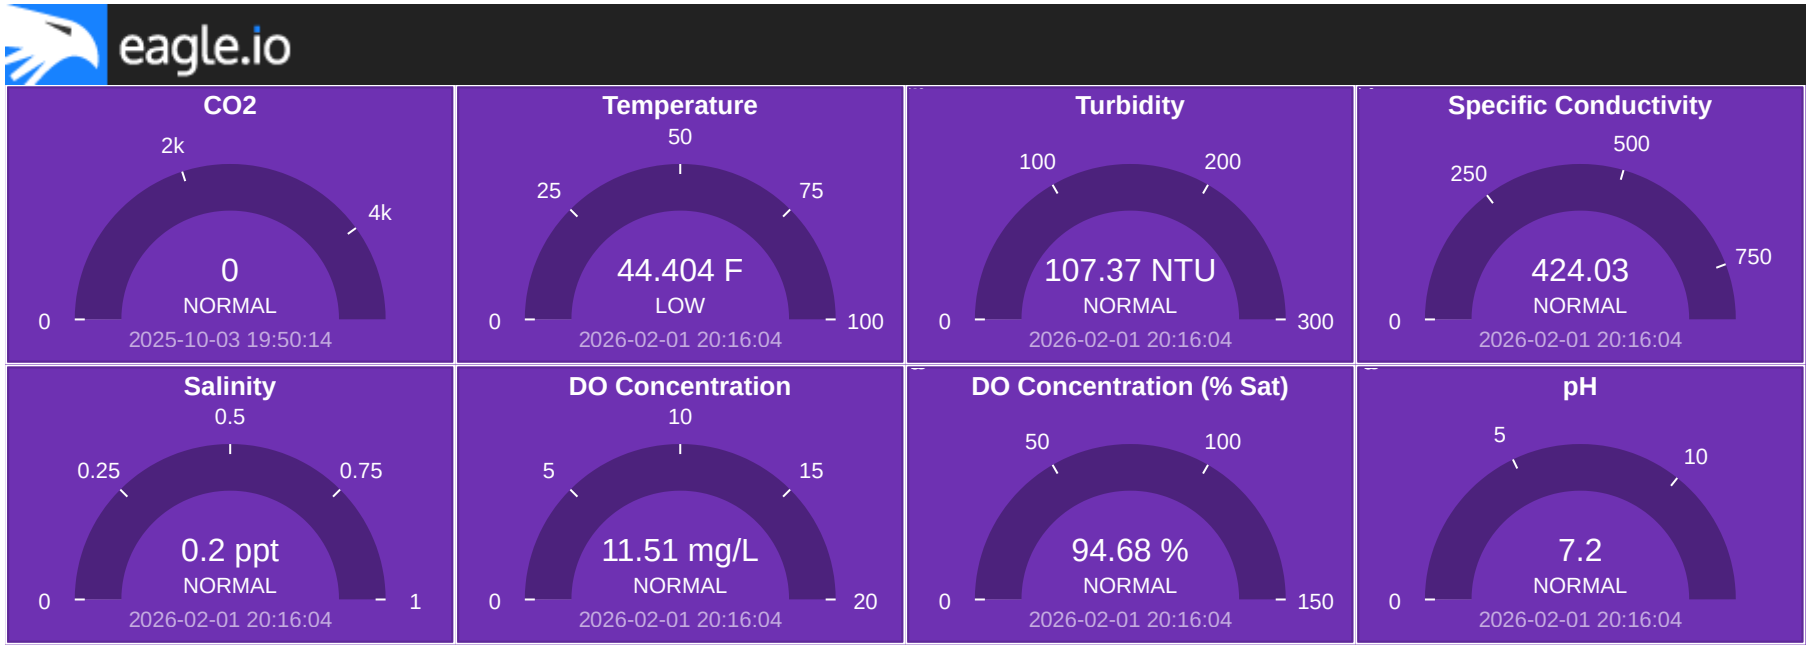 eagle.io
CO2
2k
4k
0
0
NORMAL
2025-10-03 19:50:14
Temperature
50
25
75
44.404 F
LOW
0
100
2026-02-01 20:16:04
Turbidity
100
200
107.37 NTU
NORMAL
0
300
2026-02-01 20:16:04
Specific Conductivity
500
250
750
424.03
NORMAL
0
2026-02-01 20:16:04
Salinity
0.5
0.25
0.75
0.2 ppt
NORMAL
0
1
2026-02-01 20:16:04
DO Concentration
10
5
15
11.51 mg/L
NORMAL
0
20
2026-02-01 20:16:04
DO Concentration (% Sat)
50
100
94.68 %
NORMAL
0
150
2026-02-01 20:16:04
pH
5
10
7.2
NORMAL
0
2026-02-01 20:16:04